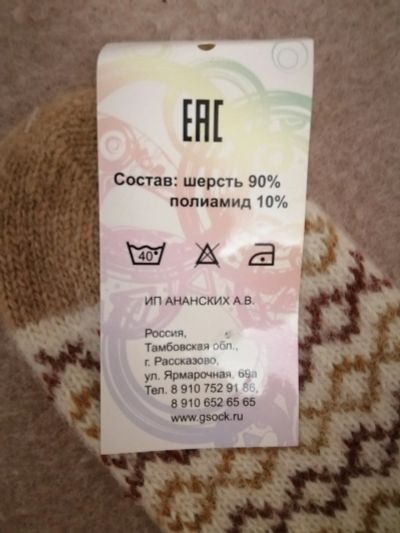 EAC
Состав: шерсть 90%
полиамид 10%
40°
ИП АНАНСКИХ А.В.
Россия,
Тамбовская обл.,
г. Рассказово,
ул. Ярмарочная, 69а
Тел. 8 910 752 91 86,
8 910 652 65 65
www.gsock.ru